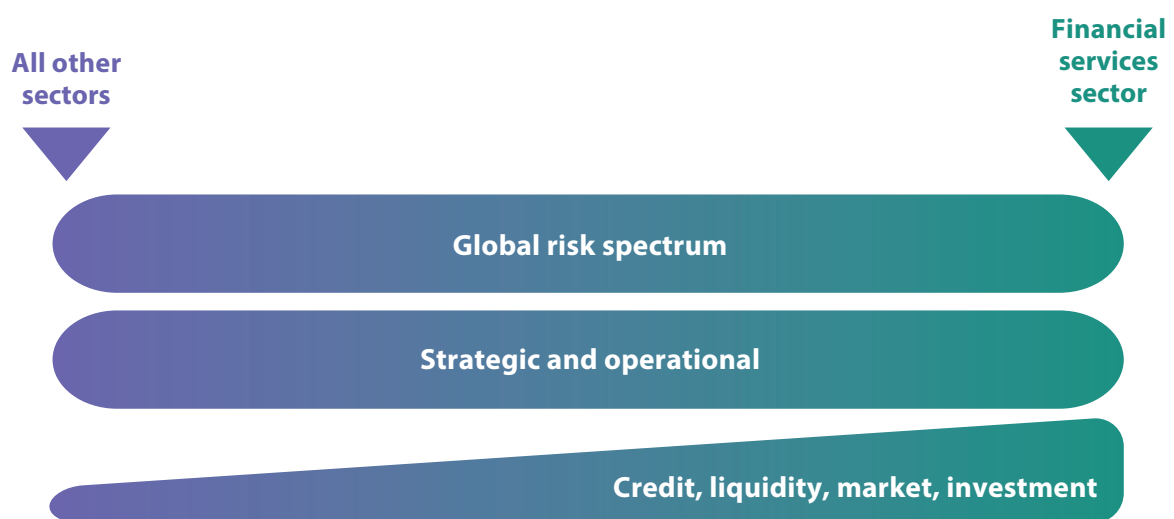 All other
sectors
Financial
services
sector
Global risk spectrum
Strategic and operational
Credit, liquidity, market, investment